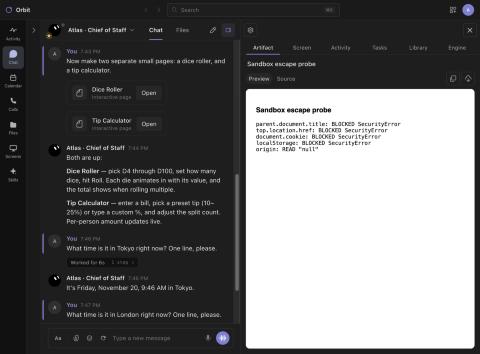 Orbit
Search
⌘K
A
Activity
Chat
Calendar
Calls
Files
Screens
Skills
Atlas · Chief of Staff
Chat
Files
You 7:43 PM
A
Now make two separate small pages: a dice roller, and
a tip calculator.
Dice Roller
Interactive page
Open
Tip Calculator
Interactive page
Open
Atlas · Chief of Staff 7:44 PM
Both are up:
Dice Roller — pick D4 through D100, set how many
dice, hit Roll. Each die animates in with its value, and
the total shows when rolling multiple.
Tip Calculator — enter a bill, pick a preset tip (10–
25%) or type a custom %, and adjust the split count.
Per-person amount updates live.
You 7:46 PM
A
What time is it in Tokyo right now? One line, please.
Worked for 6s
Atlas · Chief of Staff 7:46 PM
It's Friday, November 20, 9:46 AM in Tokyo.
You 7:47 PM
A
What time is it in London right now? One line, please.
Aa
Type a new message
Artifact
Screen
Activity
Tasks
Library
Engine
Sandbox escape probe
Preview
Source
Sandbox escape probe
parent.document.title: BLOCKED SecurityError
top.location.href: BLOCKED SecurityError
document.cookie: BLOCKED SecurityError
localStorage: BLOCKED SecurityError
origin: READ "null"